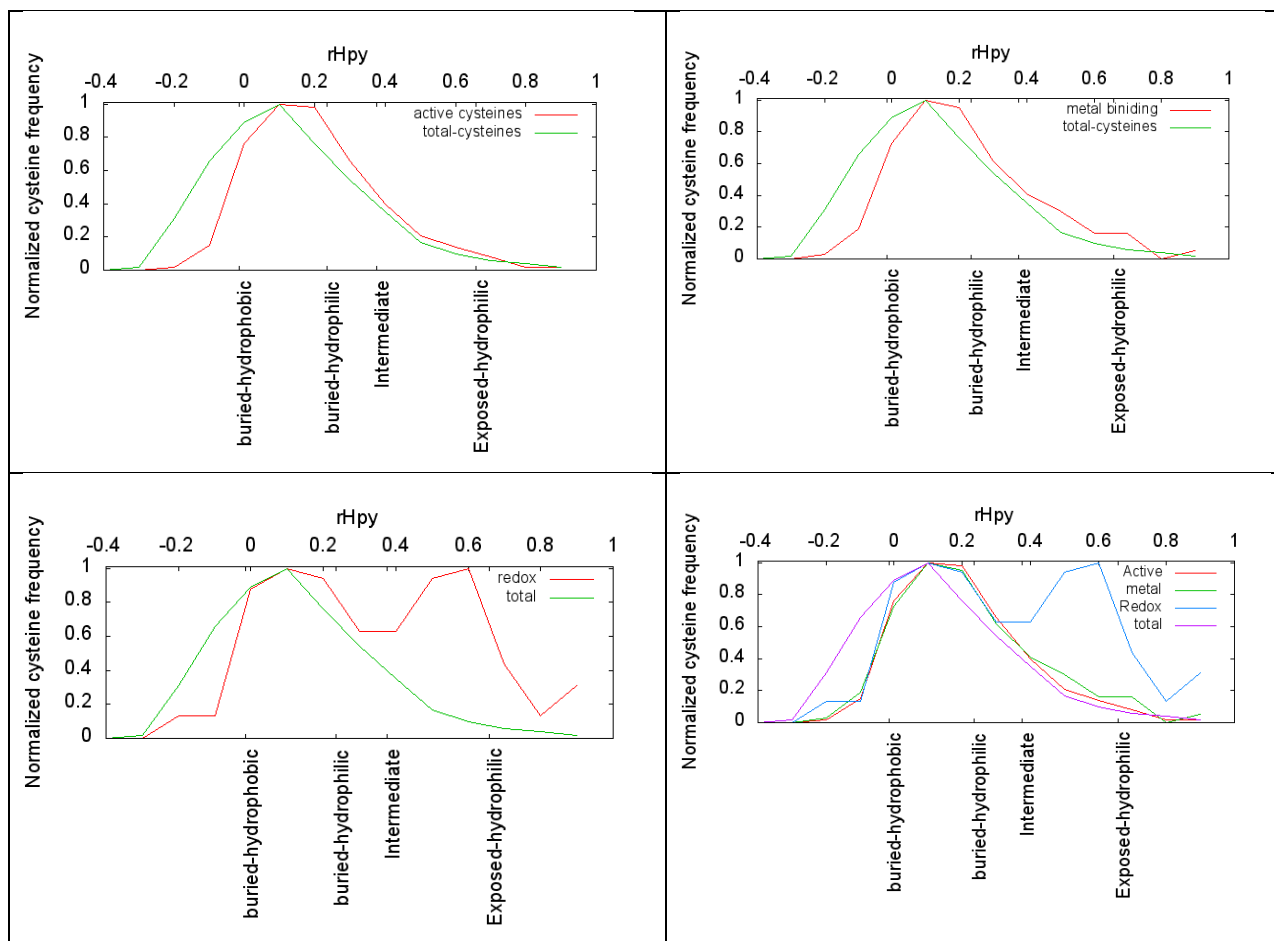 rHpy
-0.4 -0.2 0 0.2 0.4 0.6 0.8 1
Normalized cysteine frequency
1
0.8
0.6
0.4
0.2
0
active cysteines
total-cysteines
buried-hydrophobic
buried-hydrophilic
Intermediate
Exposed-hydrophilic
rHpy
-0.4 -0.2 0 0.2 0.4 0.6 0.8 1
Normalized cysteine frequency
1
0.8
0.6
0.4
0.2
0
metal biniding
total-cysteines
buried-hydrophobic
buried-hydrophilic
Intermediate
Exposed-hydrophilic
rHpy
-0.4 -0.2 0 0.2 0.4 0.6 0.8 1
Normalized cysteine frequency
1
0.8
0.6
0.4
0.2
0
redox
total
buried-hydrophobic
buried-hydrophilic
Intermediate
Exposed-hydrophilic
rHpy
-0.4 -0.2 0 0.2 0.4 0.6 0.8 1
Normalized cysteine frequency
1
0.8
0.6
0.4
0.2
0
Active
metal
Redox
total
buried-hydrophobic
buried-hydrophilic
Intermediate
Exposed-hydrophilic